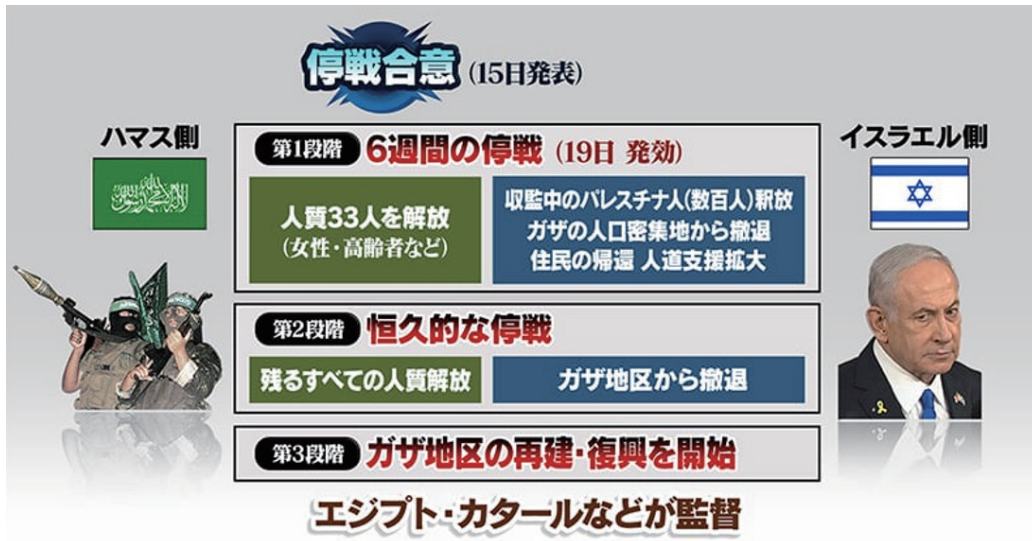 停戦合意(15日発表)
ハマス側
イスラエル側
第1段階 6週間の停戦(19日 発効)
人質33人を解放
(女性・高齢者など)
収監中のパレスチナ人(数百人)釈放
ガザの人口密集地から撤退
住民の帰還 人道支援拡大
第2段階 恒久的な停戦
残るすべての人質解放
ガザ地区から撤退
第3段階 ガザ地区の再建・復興を開始
エジプト・カタールなどが監督